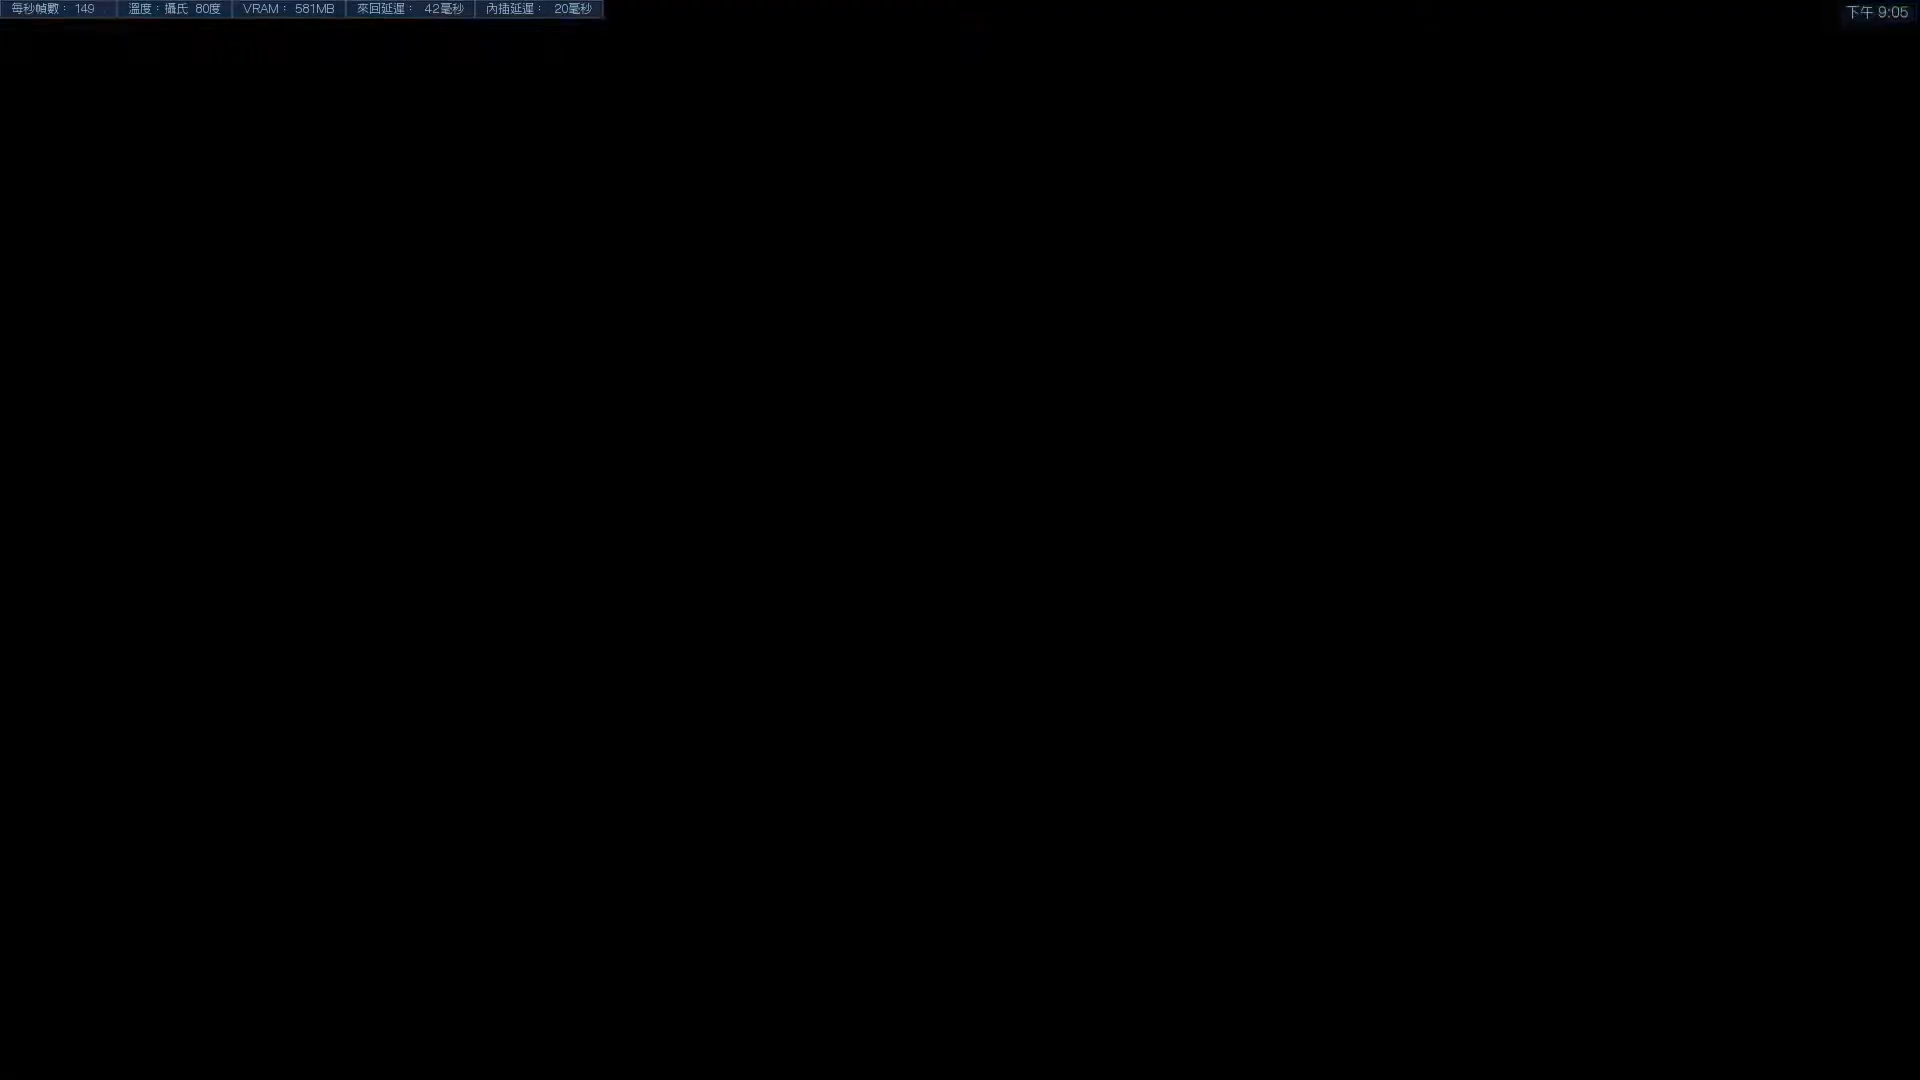 每秒幀數： 149
溫度：攝氏 80度
VRAM： 581MB
來回延遲： 42毫秒
內插延遲： 20毫秒
下午 9:05